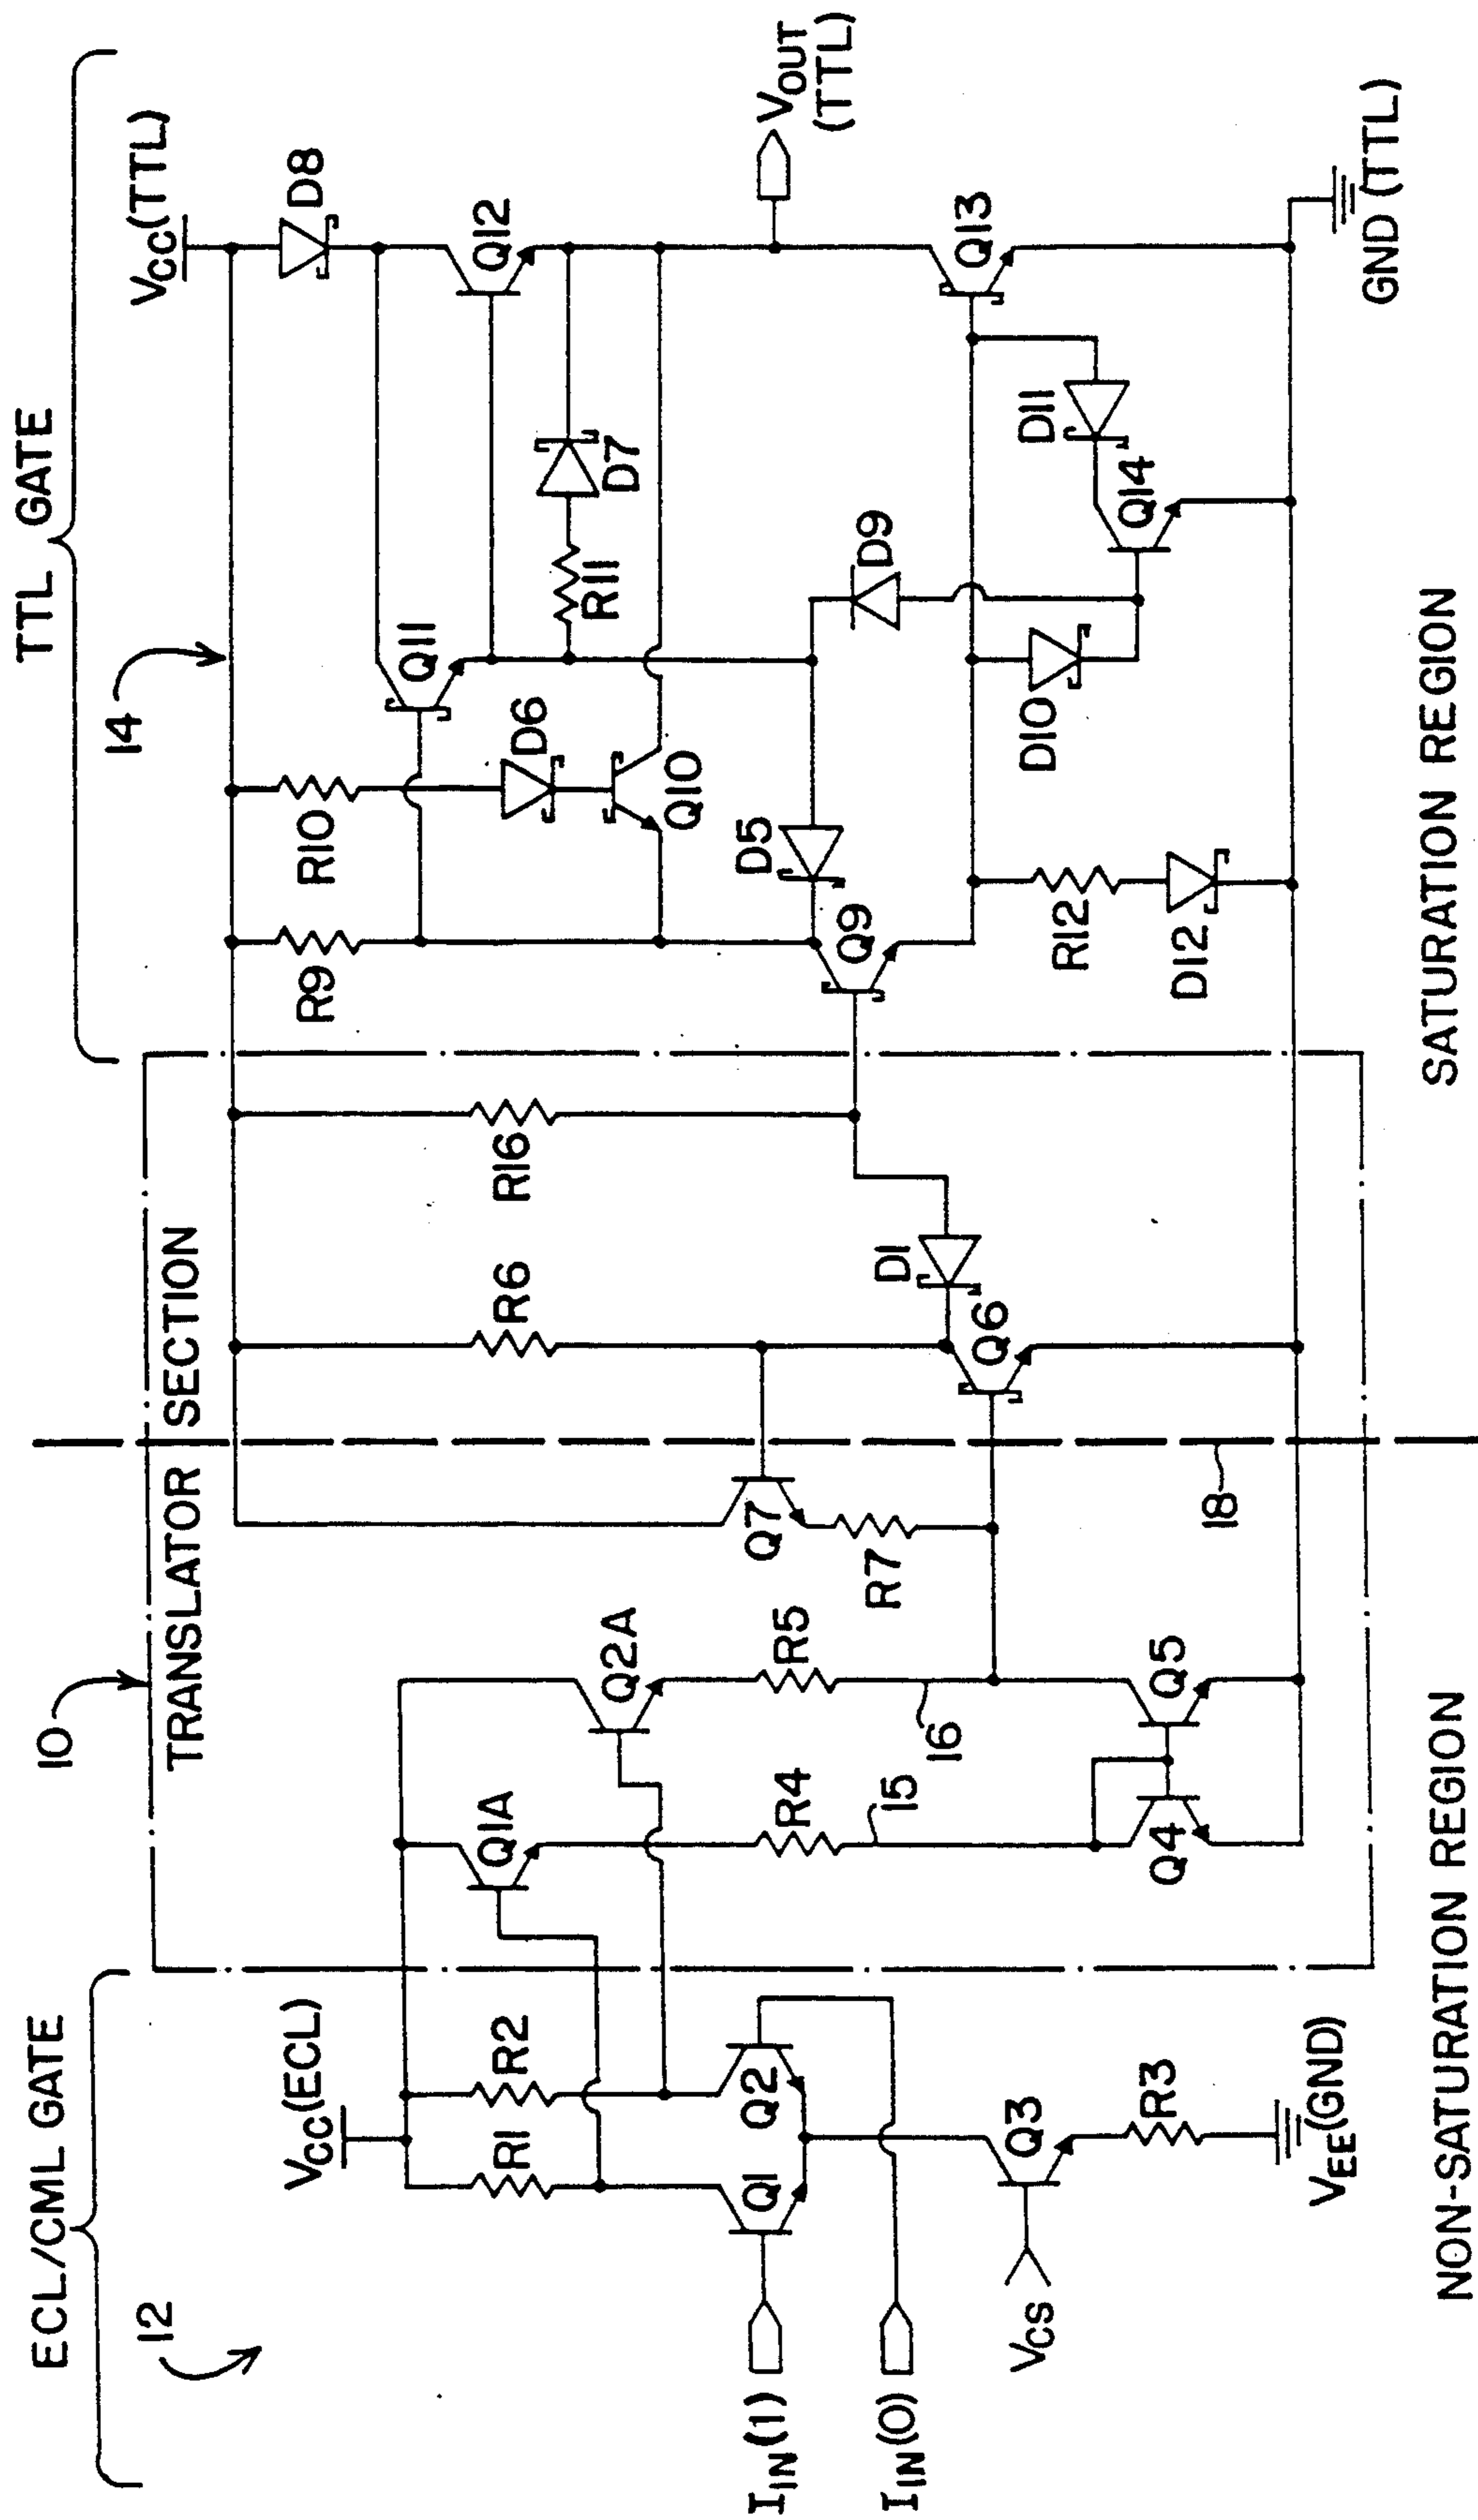 ECL/CML GATE
12
VCC(ECL)
R1
R2
Q1
Q2
IIN(1)
IIN(0)
VCS
Q3
R3
VEE(GND)
NON-SATURATION REGION
10
TRANSLATOR SECTION
Q1A
Q2A
R4
R5
15
16
Q4
Q5
Q7
R7
18
R6
Q6
D1
R16
TTL GATE
14
VCC(TTL)
R9
R10
Q11
D6
Q10
D5
Q9
R12
D12
D8
Q12
R11
D7
D9
D10
D11
Q14
Q13
VOUT
(TTL)
GND (TTL)
SATURATION REGION